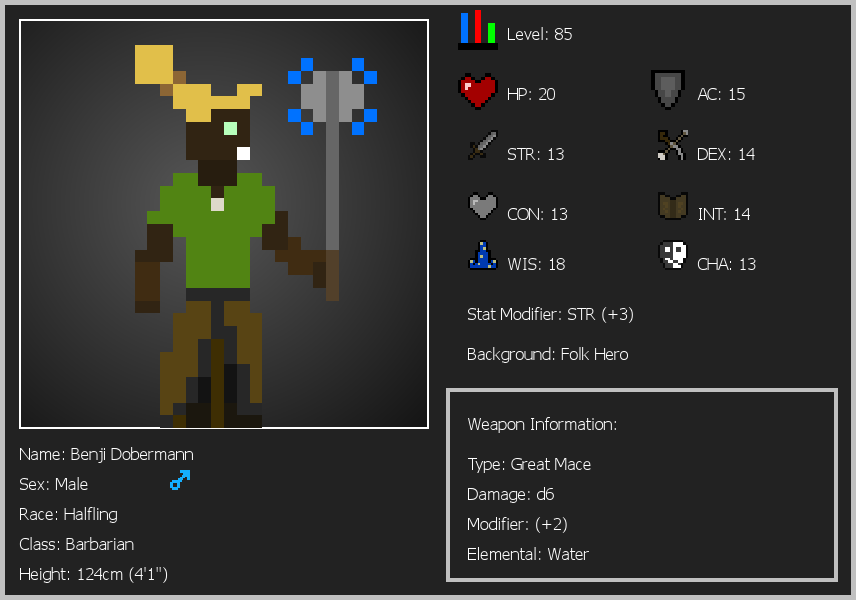 Level: 85
HP: 20
AC: 15
STR: 13
DEX: 14
CON: 13
INT: 14
WIS: 18
CHA: 13
Stat Modifier: STR (+3)
Background: Folk Hero
Weapon Information:
Type: Great Mace
Damage: d6
Modifier: (+2)
Elemental: Water
Name: Benji Dobermann
Sex: Male
Race: Halfling
Class: Barbarian
Height: 124cm (4'1")